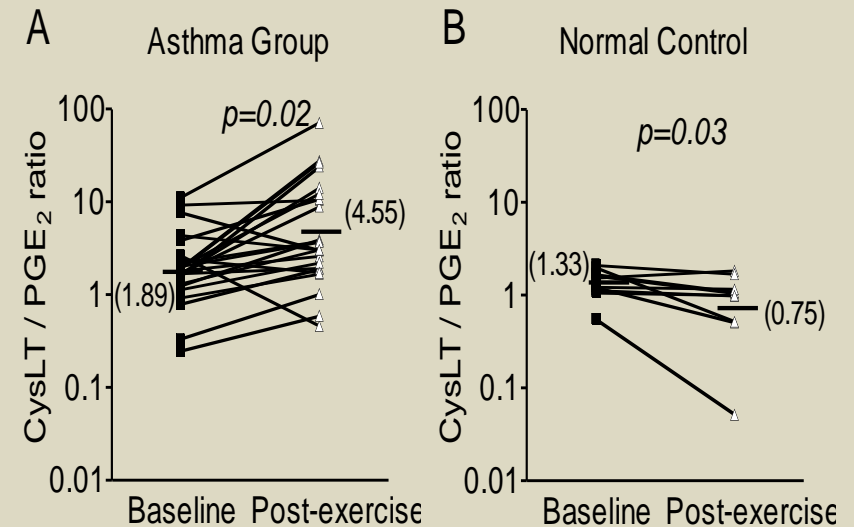 A
Asthma Group
CysLT / PGE₂ ratio
100
10
1
0.1
0.01
p=0.02
(1.89)
(4.55)
Baseline
Post-exercise
B
Normal Control
CysLT / PGE₂ ratio
100
10
1
0.1
0.01
p=0.03
(1.33)
(0.75)
Baseline
Post-exercise